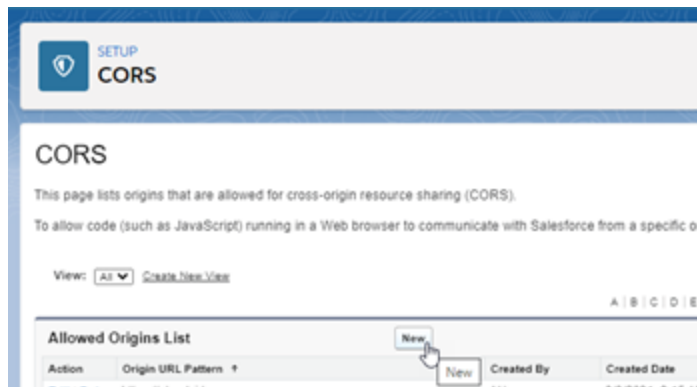 SETUP
CORS
CORS
This page lists origins that are allowed for cross-origin resource sharing (CORS).
To allow code (such as JavaScript) running in a Web browser to communicate with Salesforce from a specific o
View: All Create New View
A | B | C | D | E
Allowed Origins List New
New
Action Origin URL Pattern ↑ Created By Created Date